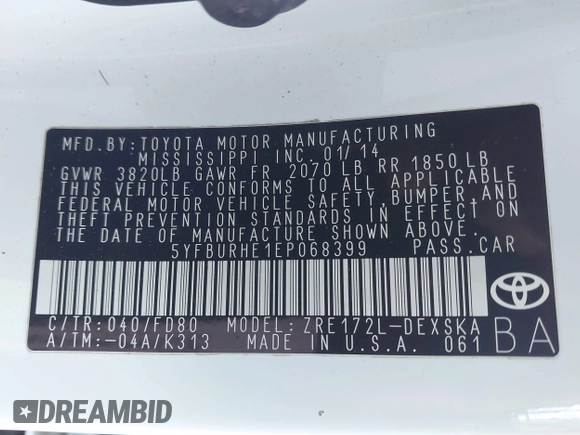 MFD.BY:TOYOTA MOTOR MANUFACTURING
MISSISSIPPI INC. 01/14
GVWR 3820LB GAWR FR 2070 LB RR 1850LB
THIS VEHICLE CONFORMS TO ALL APPLICABLE
FEDERAL MOTOR VEHICLE SAFETY, BUMPER,AND
THEFT PREVENTION STANDARDS IN EFFECT ON
THE DATE OF MANUFACTURE SHOWN ABOVE.
5YFBURHE1EP068399 PASS.CAR
C/TR:040/FD80 MODEL: ZRE172L-DEXSKA
A/TM:-04A/K313 MADE IN U.S.A. 061
BA
DREAMBID